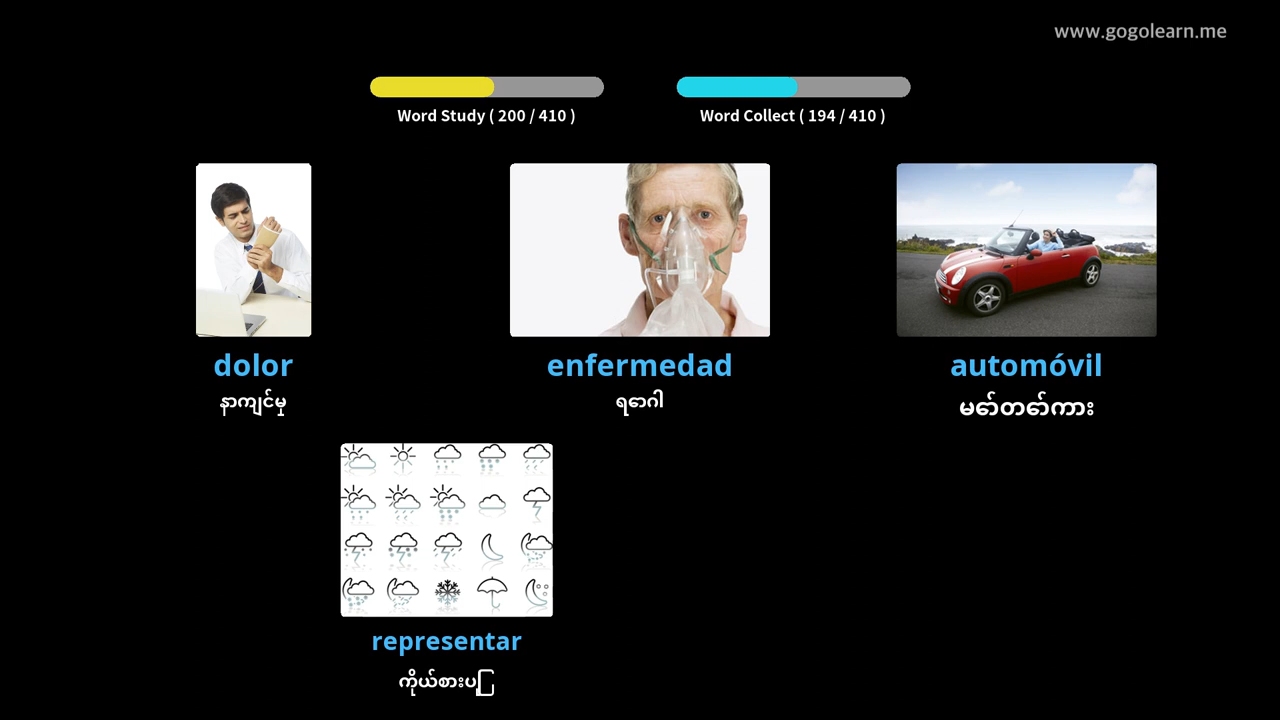 www.gogolearn.me
Word Study ( 200 / 410 )
Word Collect ( 194 / 410 )
dolor
နာကျင်မှု
enfermedad
ရောဂါ
automóvil
မော်တော်ကား
representar
ကိုယ်စားပြု